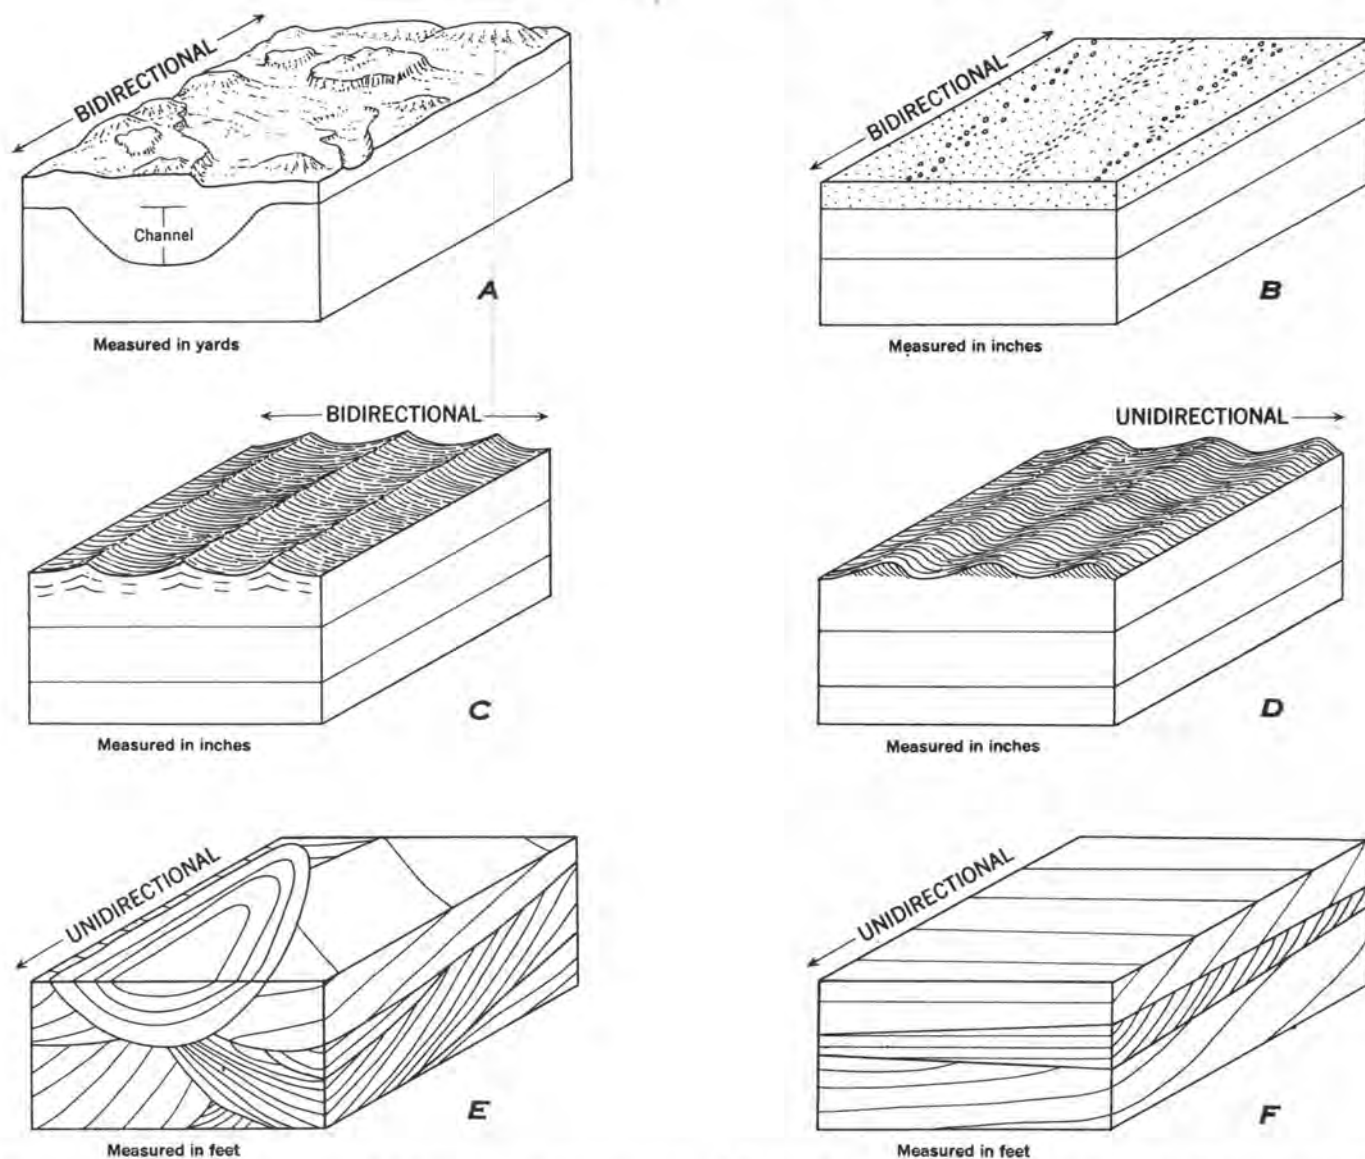 BIDIRECTIONAL
Channel
A
Measured in yards
BIDIRECTIONAL
B
Measured in inches
BIDIRECTIONAL
C
Measured in inches
UNIDIRECTIONAL
D
Measured in inches
UNIDIRECTIONAL
E
Measured in feet
UNIDIRECTIONAL
F
Measured in feet